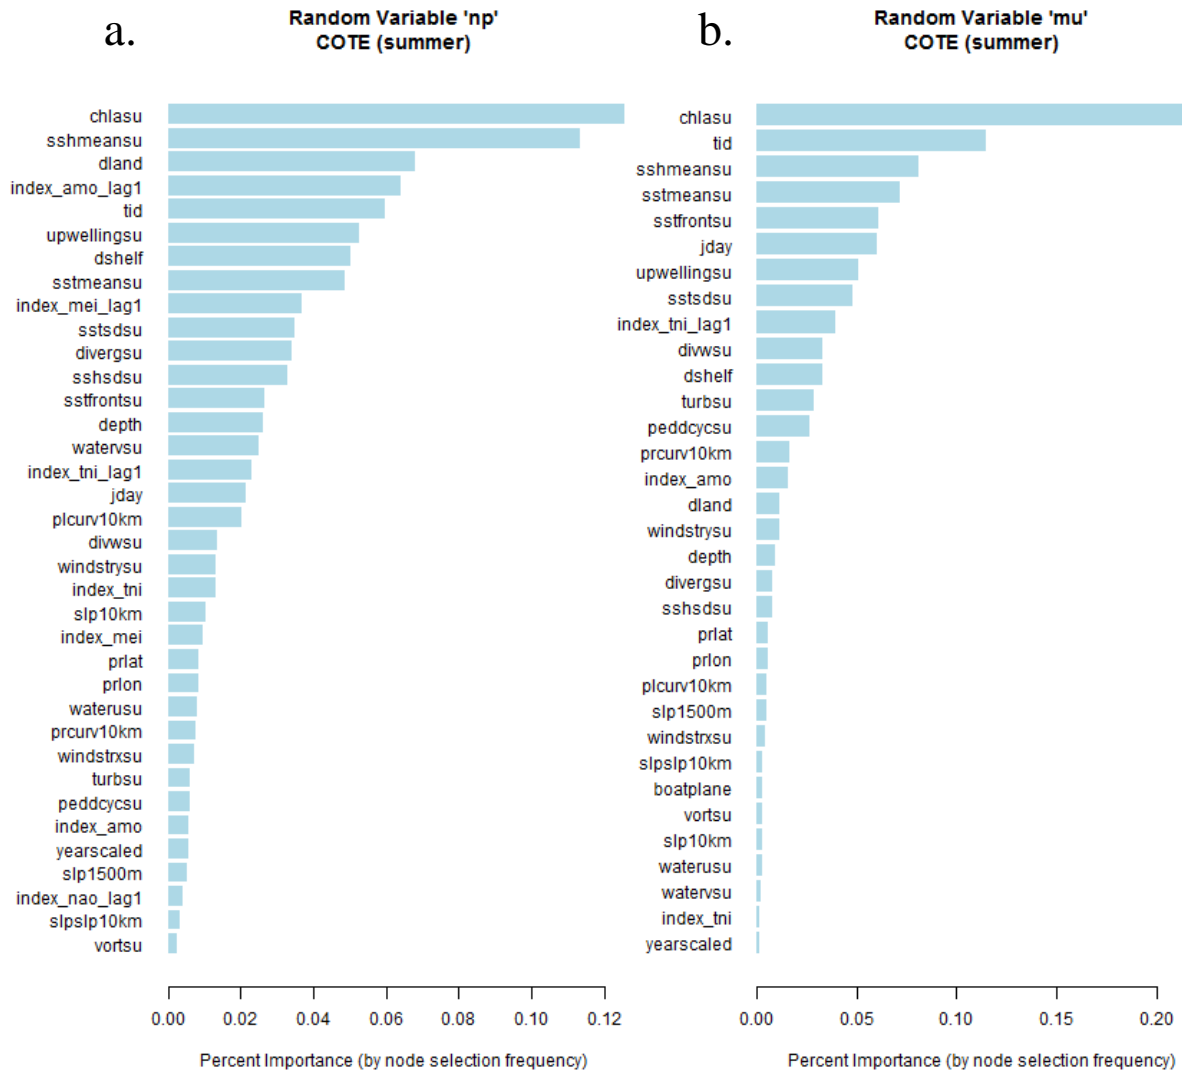 a.
Random Variable 'np'
COTE (summer)
chlasu
sshmeansu
dland
index_amo_lag1
tid
upwellingsu
dshelf
sstmeansu
index_mei_lag1
sstsdsu
divergsu
sshsdsu
sstfrontsu
depth
watervsu
index_tni_lag1
jday
plcurv10km
divwsu
windstrysu
index_tni
slp10km
index_mei
prlat
prlon
waterusu
prcurv10km
windstrxsu
turbsu
peddcycsu
index_amo
yearscaled
slp1500m
index_nao_lag1
slpslp10km
vortsu
0.00 0.02 0.04 0.06 0.08 0.10 0.12
Percent Importance (by node selection frequency)
b.
Random Variable 'mu'
COTE (summer)
chlasu
tid
sshmeansu
sstmeansu
sstfrontsu
jday
upwellingsu
sstsdsu
index_tni_lag1
divwsu
dshelf
turbsu
peddcycsu
prcurv10km
index_amo
dland
windstrysu
depth
divergsu
sshsdsu
prlat
prlon
plcurv10km
slp1500m
windstrxsu
slpslp10km
boatplane
vortsu
slp10km
waterusu
watervsu
index_tni
yearscaled
0.00 0.05 0.10 0.15 0.20
Percent Importance (by node selection frequency)